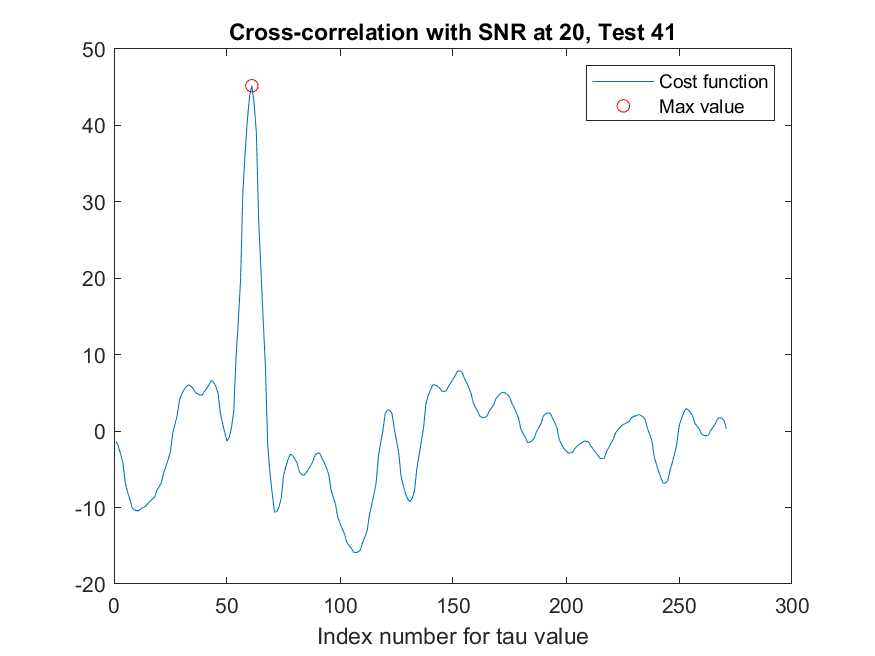 Cross-correlation with SNR at 20, Test 41
50
40
30
20
10
0
-10
-20
0 50 100 150 200 250 300
Index number for tau value
Cost function
Max value